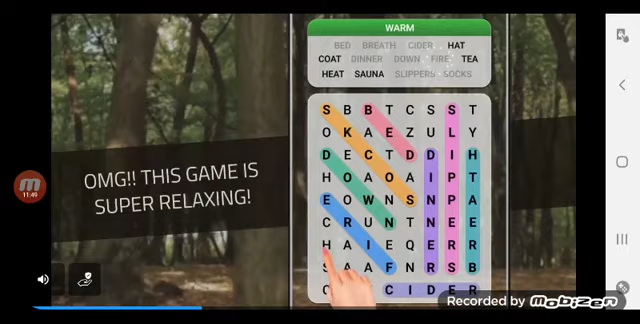 WARM
BED BREATH CIDER HAT
COAT DINNER DOWN FIRE TEA
HEAT SAUNA SLIPPERS SOCKS
S B B T C S S T
O K A E Z U L Y
D E C T D D I H
H O A O A I P T
E O W N S N P A
C R U N T N E E
H A I E Q E R R
S A A F N R S B
C I D E R
OMG!! THIS GAME IS
SUPER RELAXING!
11:49
Recorded by Mobizen